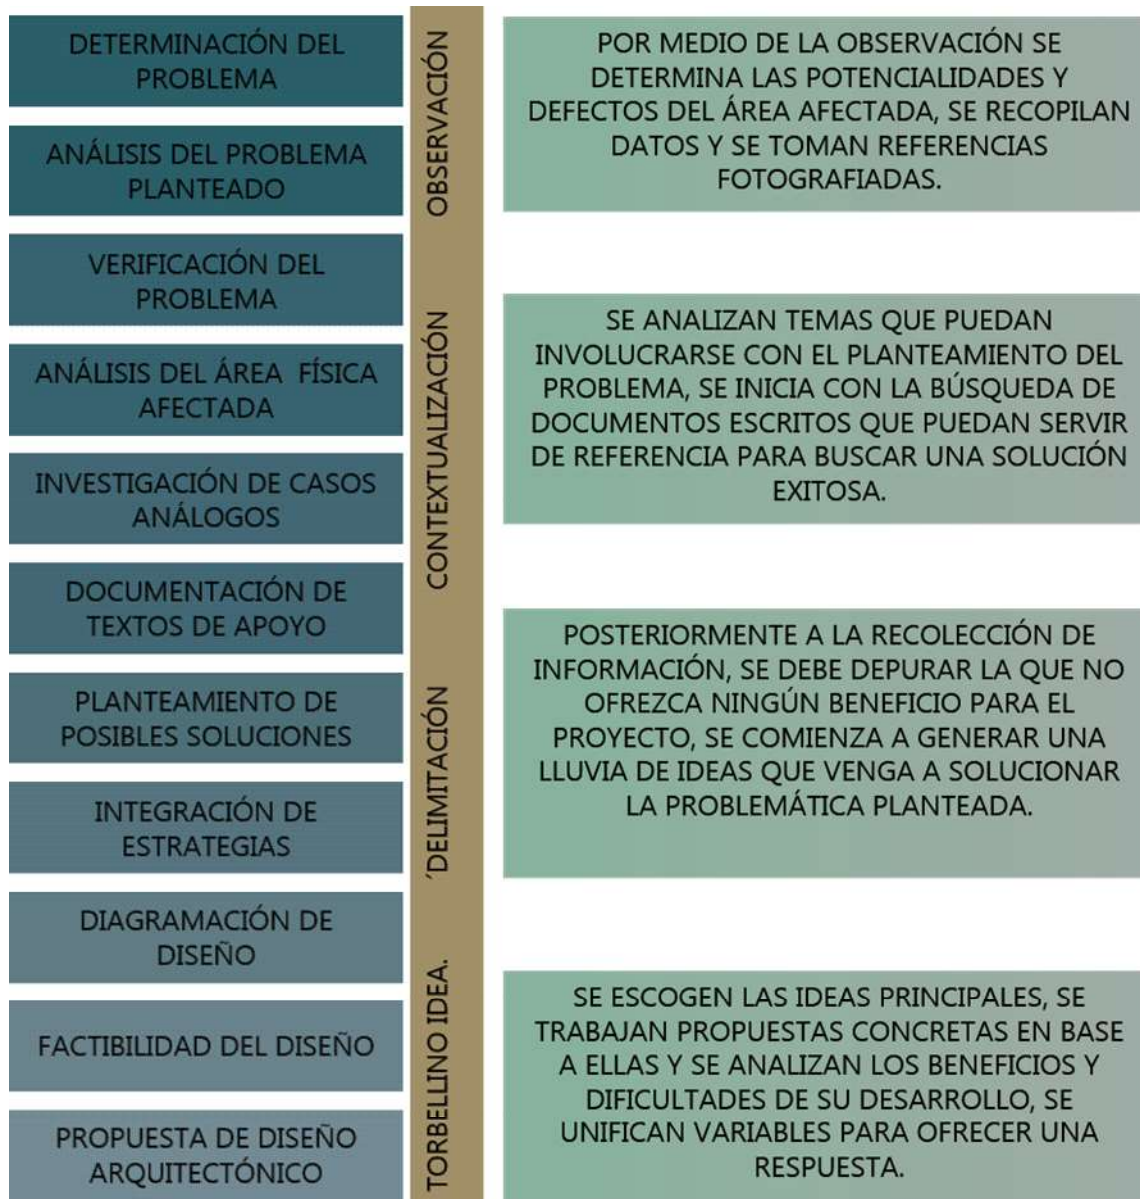 DETERMINACIÓN DEL
PROBLEMA
ANÁLISIS DEL PROBLEMA
PLANTEADO
VERIFICACIÓN DEL
PROBLEMA
ANÁLISIS DEL ÁREA FÍSICA
AFECTADA
INVESTIGACIÓN DE CASOS
ANÁLOGOS
DOCUMENTACIÓN DE
TEXTOS DE APOYO
PLANTEAMIENTO DE
POSIBLES SOLUCIONES
INTEGRACIÓN DE
ESTRATEGIAS
DIAGRAMACIÓN DE
DISEÑO
FACTIBILIDAD DEL DISEÑO
PROPUESTA DE DISEÑO
ARQUITECTÓNICO
OBSERVACIÓN
CONTEXTUALIZACIÓN
´DELIMITACIÓN
TORBELLINO IDEA.
POR MEDIO DE LA OBSERVACIÓN SE
DETERMINA LAS POTENCIALIDADES Y
DEFECTOS DEL ÁREA AFECTADA, SE RECOPILAN
DATOS Y SE TOMAN REFERENCIAS
FOTOGRAFIADAS.
SE ANALIZAN TEMAS QUE PUEDAN
INVOLUCRARSE CON EL PLANTEAMIENTO DEL
PROBLEMA, SE INICIA CON LA BÚSQUEDA DE
DOCUMENTOS ESCRITOS QUE PUEDAN SERVIR
DE REFERENCIA PARA BUSCAR UNA SOLUCIÓN
EXITOSA.
POSTERIORMENTE A LA RECOLECCIÓN DE
INFORMACIÓN, SE DEBE DEPURAR LA QUE NO
OFREZCA NINGÚN BENEFICIO PARA EL
PROYECTO, SE COMIENZA A GENERAR UNA
LLUVIA DE IDEAS QUE VENGA A SOLUCIONAR
LA PROBLEMÁTICA PLANTEADA.
SE ESCOGEN LAS IDEAS PRINCIPALES, SE
TRABAJAN PROPUESTAS CONCRETAS EN BASE
A ELLAS Y SE ANALIZAN LOS BENEFICIOS Y
DIFICULTADES DE SU DESARROLLO, SE
UNIFICAN VARIABLES PARA OFRECER UNA
RESPUESTA.